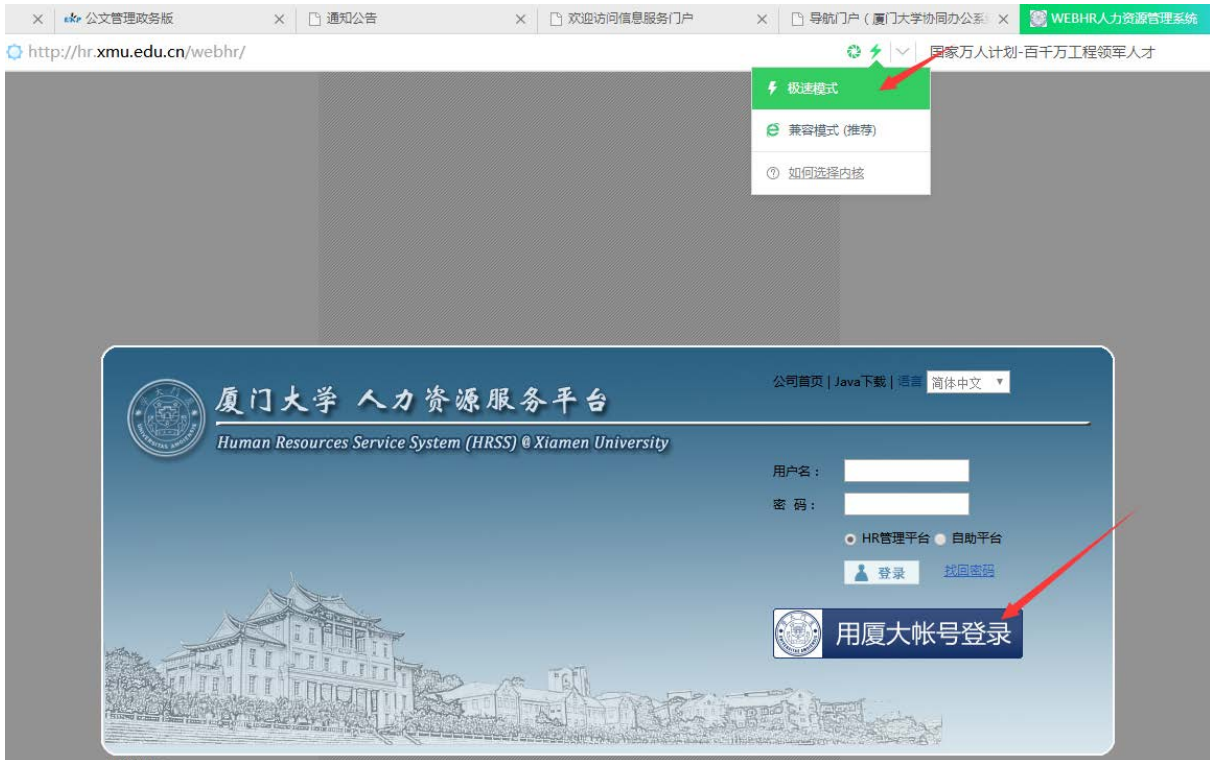 公文管理政务版
通知公告
欢迎访问信息服务门户
导航门户（厦门大学协同办公系
WEBHR人力资源管理系统
http://hr.xmu.edu.cn/webhr/
国家万人计划-百千万工程领军人才
极速模式
兼容模式 (推荐)
如何选择内核
公司首页 | Java下载 | 语言 简体中文
厦门大学 人力资源服务平台
Human Resources Service System (HRSS) @ Xiamen University
用户名：
密 码：
HR管理平台 自助平台
登录 找回密码
用厦大帐号登录